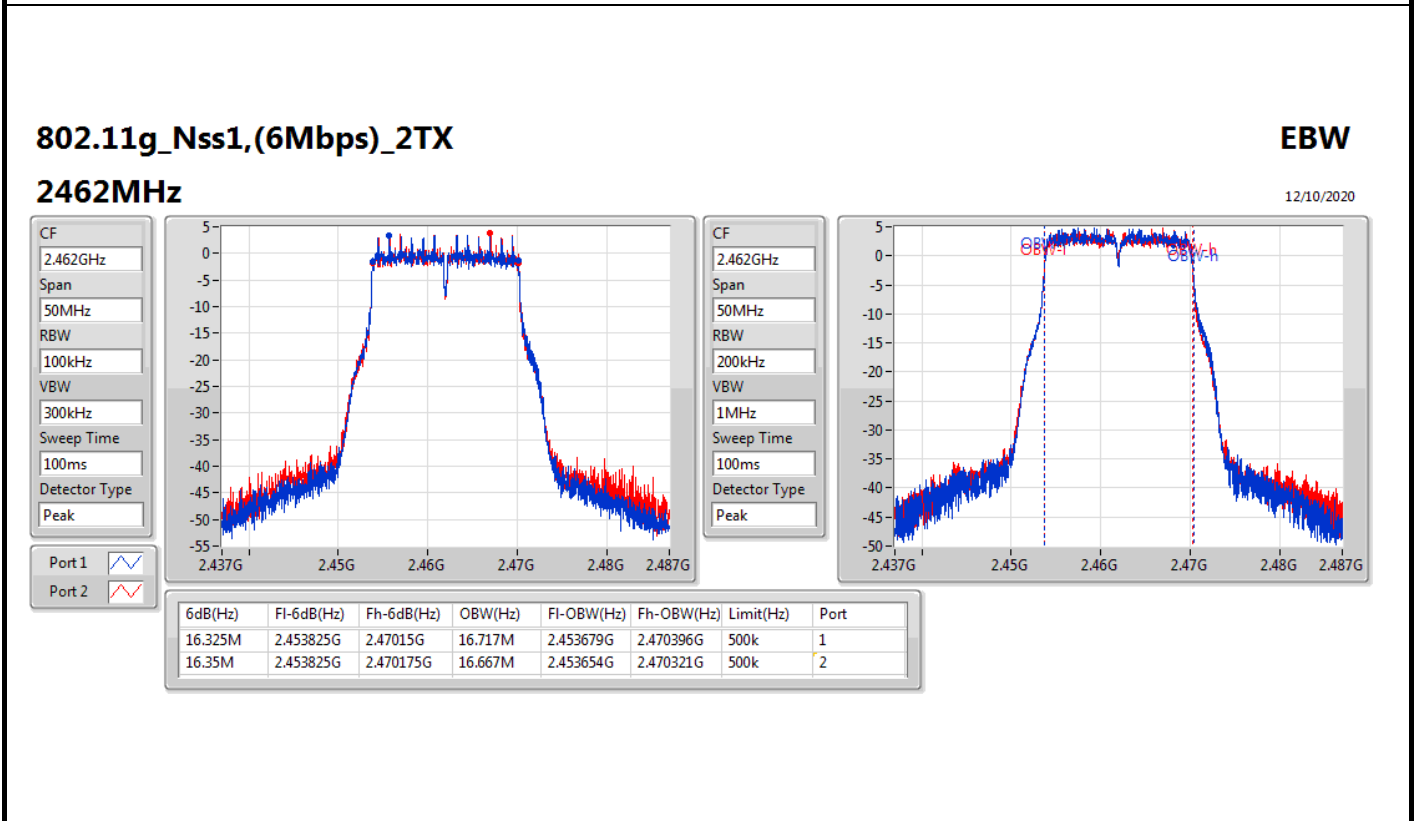 802.11g_Nss1,(6Mbps)_2TX EBW
2462MHz 12/10/2020
CF
2.462GHz
Span
50MHz
RBW
100kHz
VBW
300kHz
Sweep Time
100ms
Detector Type
Peak
Port 1
Port 2
5
0
-5
-10
-15
-20
-25
-30
-35
-40
-45
-50
-55
2.437G 2.45G 2.46G 2.47G 2.48G 2.487G
CF
2.462GHz
Span
50MHz
RBW
200kHz
VBW
1MHz
Sweep Time
100ms
Detector Type
Peak
5
0
-5
-10
-15
-20
-25
-30
-35
-40
-45
-50
OBW-l
OBW-h
OBW-h
2.437G 2.45G 2.46G 2.47G 2.48G 2.487G
6dB(Hz) Fl-6dB(Hz) Fh-6dB(Hz) OBW(Hz) Fl-OBW(Hz) Fh-OBW(Hz) Limit(Hz) Port
16.325M 2.453825G 2.47015G 16.717M 2.453679G 2.470396G 500k 1
16.35M 2.453825G 2.470175G 16.667M 2.453654G 2.470321G 500k 2